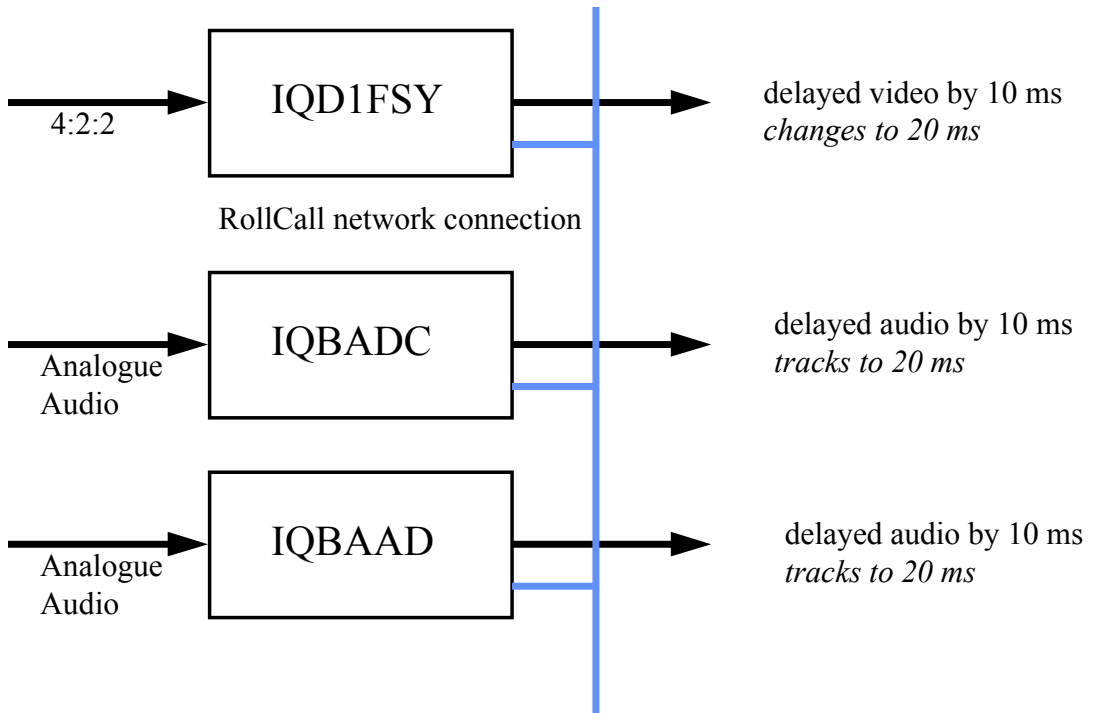 IQD1FSY
4:2:2
delayed video by 10 ms
changes to 20 ms
RollCall network connection
IQBADC
Analogue
Audio
delayed audio by 10 ms
tracks to 20 ms
IQBAAD
Analogue
Audio
delayed audio by 10 ms
tracks to 20 ms